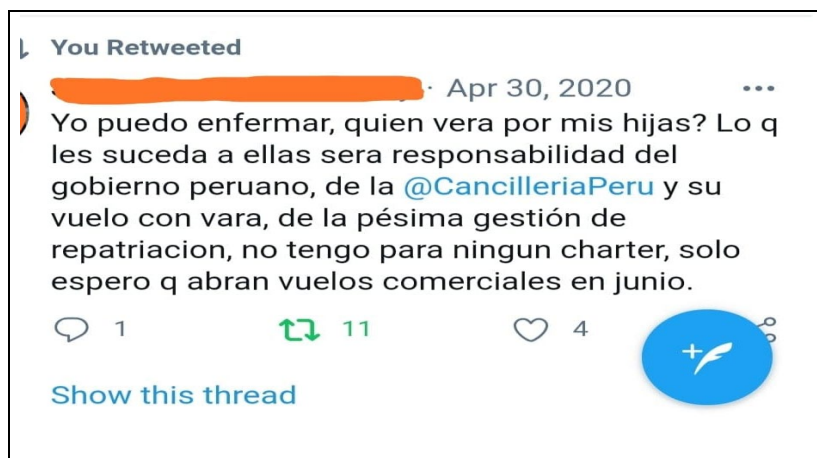 You Retweeted
· Apr 30, 2020
Yo puedo enfermar, quien vera por mis hijas? Lo q
les suceda a ellas sera responsabilidad del
gobierno peruano, de la @CancilleriaPeru y su
vuelo con vara, de la pésima gestión de
repatriacion, no tengo para ningun charter, solo
espero q abran vuelos comerciales en junio.
1 11 4
Show this thread